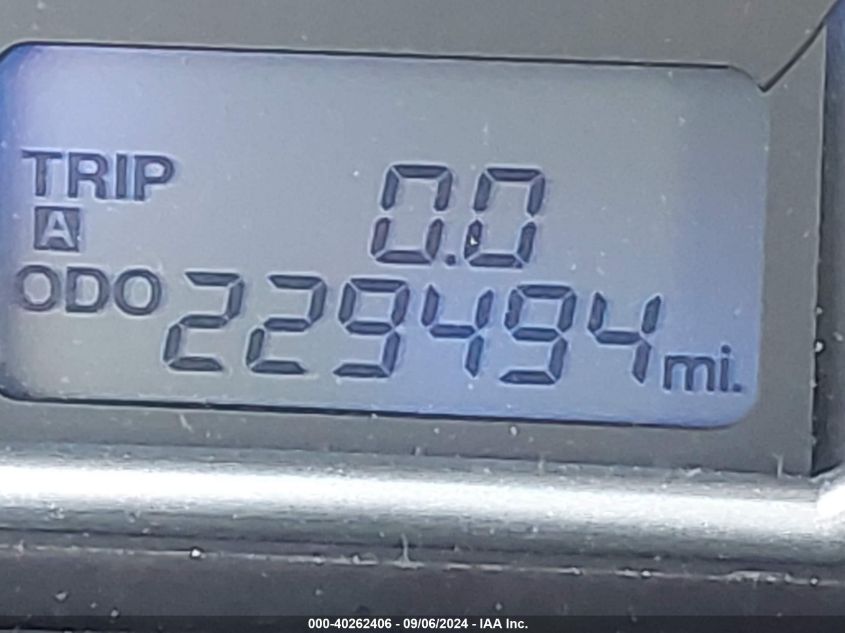 TRIP 0.0
A
ODO 229494 mi.
000-40262406 - 09/06/2024 - IAA Inc.